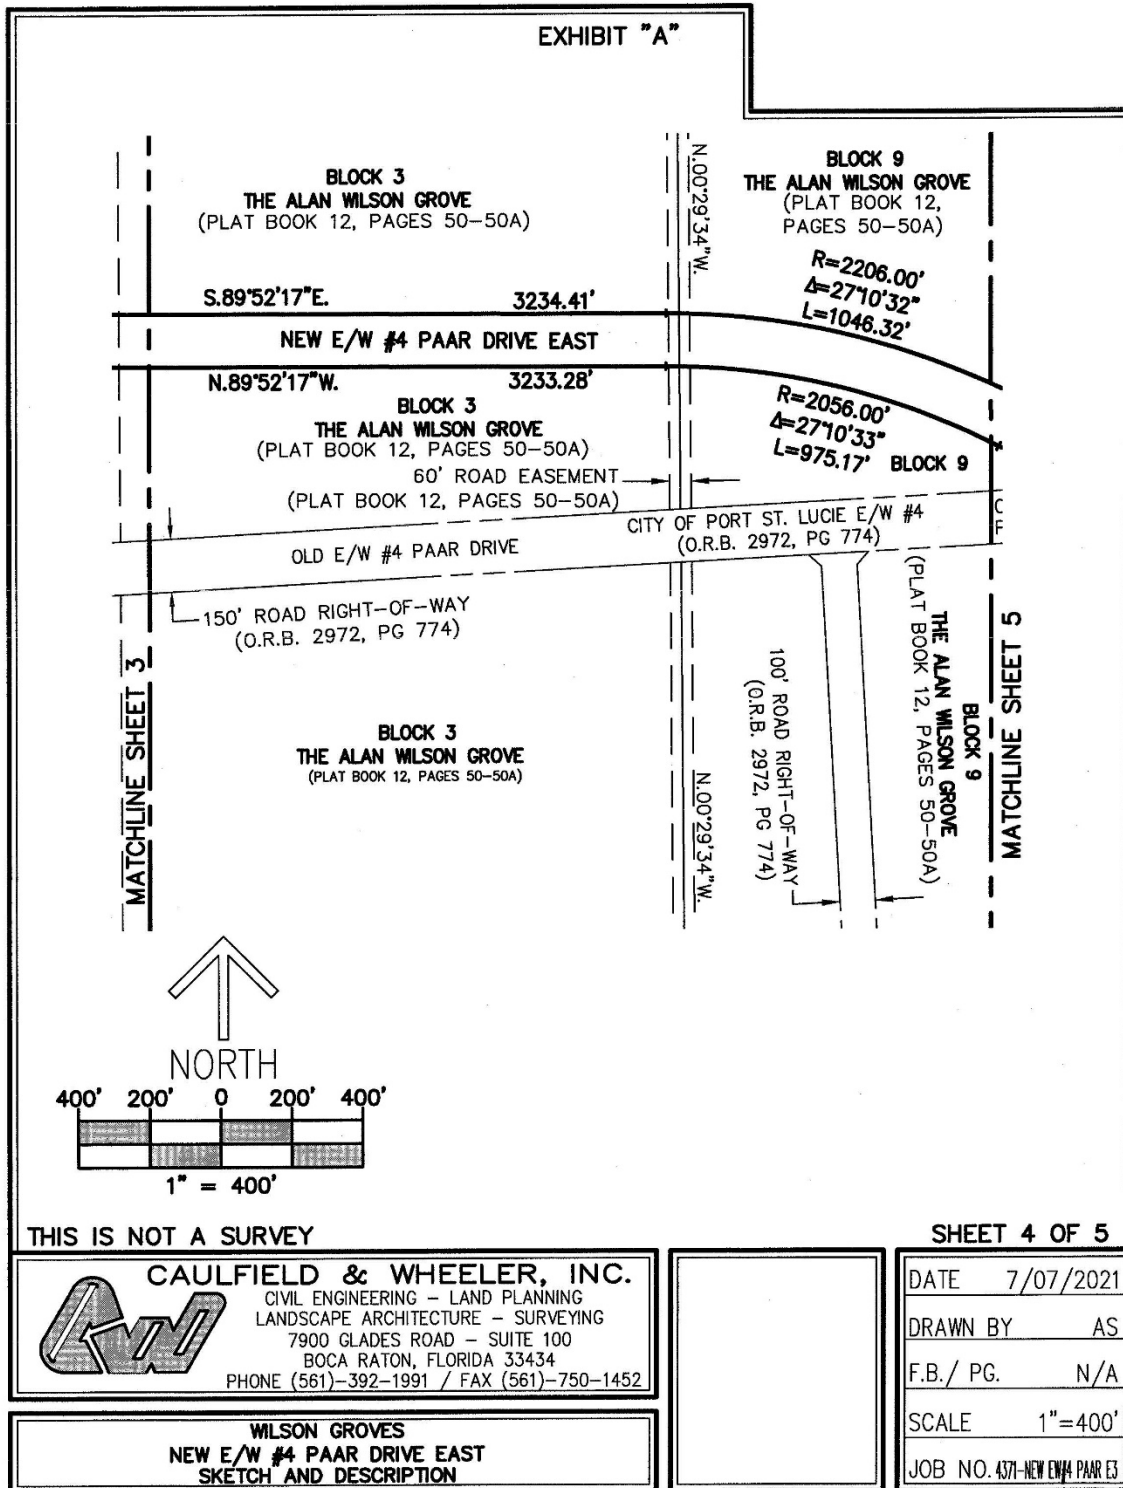 EXHIBIT "A"
BLOCK 3
THE ALAN WILSON GROVE
(PLAT BOOK 12, PAGES 50-50A)
N.00°29'34"W.
BLOCK 9
THE ALAN WILSON GROVE
(PLAT BOOK 12,
PAGES 50-50A)
R=2206.00'
Δ=27°10'32"
L=1046.32'
S.89°52'17"E.
3234.41'
NEW E/W #4 PAAR DRIVE EAST
N.89°52'17"W.
3233.28'
R=2056.00'
Δ=27°10'33"
L=975.17'
BLOCK 9
BLOCK 3
THE ALAN WILSON GROVE
(PLAT BOOK 12, PAGES 50-50A)
60' ROAD EASEMENT
(PLAT BOOK 12, PAGES 50-50A)
CITY OF PORT ST. LUCIE E/W #4
(O.R.B. 2972, PG 774)
OLD E/W #4 PAAR DRIVE
150' ROAD RIGHT-OF-WAY
(O.R.B. 2972, PG 774)
MATCHLINE SHEET 3
BLOCK 3
THE ALAN WILSON GROVE
(PLAT BOOK 12, PAGES 50-50A)
N.00°29'34"W.
100' ROAD RIGHT-OF-WAY
(O.R.B. 2972, PG 774)
BLOCK 9
THE ALAN WILSON GROVE
(PLAT BOOK 12, PAGES 50-50A)
MATCHLINE SHEET 5
NORTH
400' 200' 0 200' 400'
1" = 400'
THIS IS NOT A SURVEY
SHEET 4 OF 5
CAULFIELD & WHEELER, INC.
CIVIL ENGINEERING - LAND PLANNING
LANDSCAPE ARCHITECTURE - SURVEYING
7900 GLADES ROAD - SUITE 100
BOCA RATON, FLORIDA 33434
PHONE (561)-392-1991 / FAX (561)-750-1452
WILSON GROVES
NEW E/W #4 PAAR DRIVE EAST
SKETCH AND DESCRIPTION
DATE 7/07/2021
DRAWN BY AS
F.B./ PG. N/A
SCALE 1"=400'
JOB NO. 4371-NEW EW#4 PAAR E3